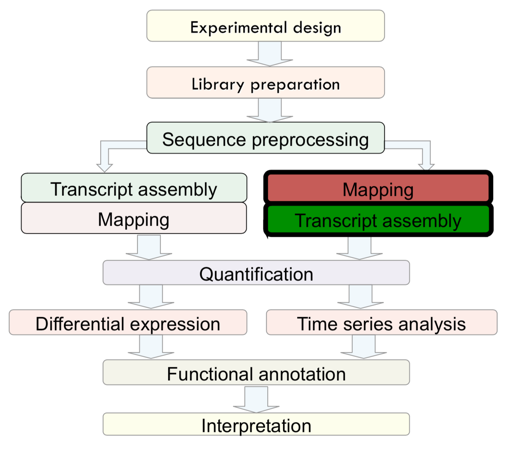 Experimental design
Library preparation
Sequence preprocessing
Transcript assembly
Mapping
Mapping
Transcript assembly
Quantification
Differential expression
Time series analysis
Functional annotation
Interpretation